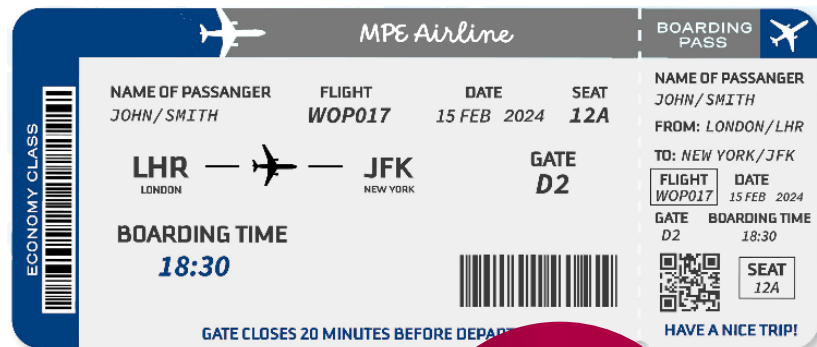 MPE Airline
ECONOMY CLASS
NAME OF PASSANGER
JOHN/SMITH
FLIGHT
WOP017
DATE
15 FEB 2024
SEAT
12A
LHR
LONDON
JFK
NEW YORK
GATE
D2
BOARDING TIME
18:30
GATE CLOSES 20 MINUTES BEFORE
BOARDING
PASS
NAME OF PASSANGER
JOHN/SMITH
FROM: LONDON/LHR
TO: NEW YORK/JFK
FLIGHT DATE
WOP017 15 FEB 2024
GATE BOARDING TIME
D2 18:30
SEAT
12A
HAVE A NICE TRIP!